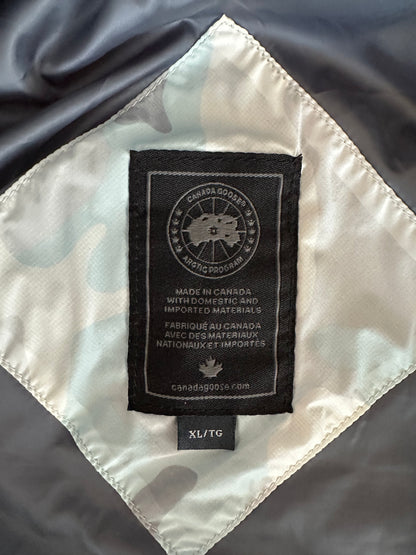 CANADA GOOSE®
ARCTIC PROGRAM
MADE IN CANADA
WITH DOMESTIC AND
IMPORTED MATERIALS
FABRIQUÉ AU CANADA
AVEC DES MATÉRIAUX
NATIONAUX ET IMPORTÉS
canadagoose.com
XL/TG